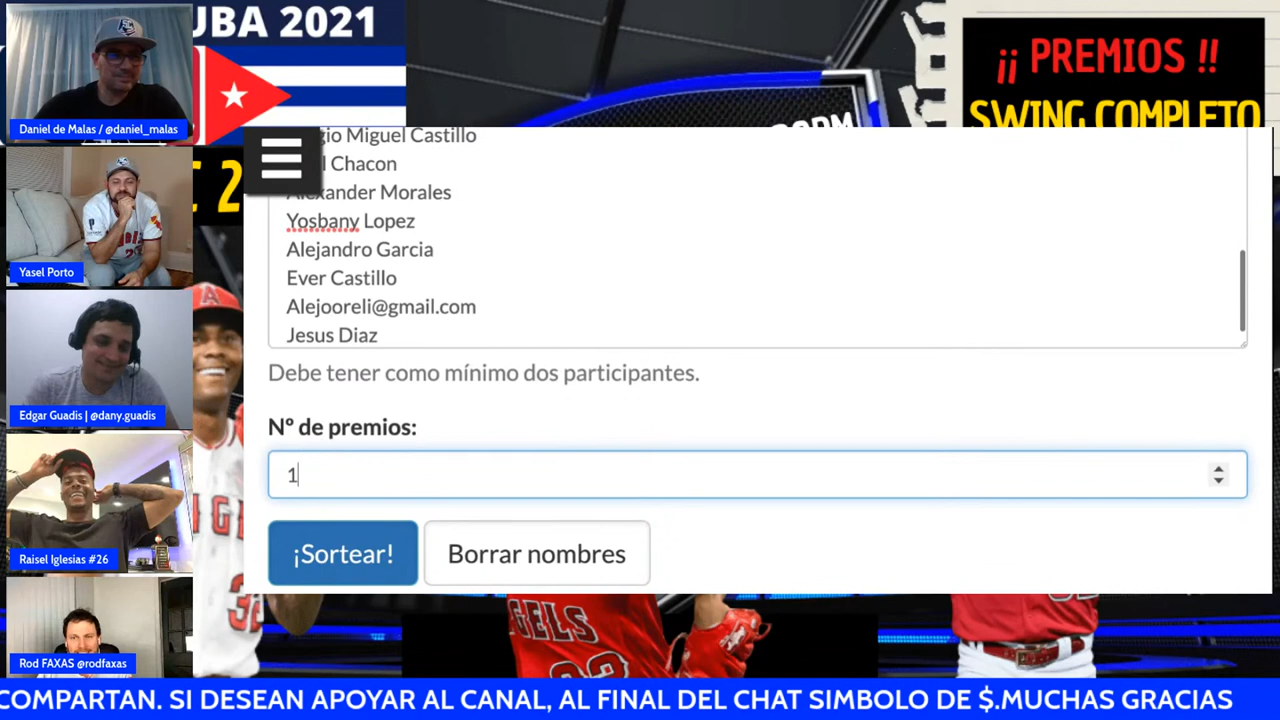 UBA 2021
¡¡ PREMIOS !!
SWING COMPLETO
Daniel de Malas / @daniel_malas
Miguel Castillo
Chacon
Alexander Morales
Yosbany Lopez
Alejandro Garcia
Ever Castillo
Alejooreli@gmail.com
Jesus Diaz
Yasel Porto
Debe tener como mínimo dos participantes.
Edgar Guadis | @dany.guadis
Nº de premios:
1
¡Sortear!
Borrar nombres
Raisel Iglesias #26
Rod FAXAS @rodfaxas
COMPARTAN. SI DESEAN APOYAR AL CANAL, AL FINAL DEL CHAT SIMBOLO DE $.MUCHAS GRACIAS